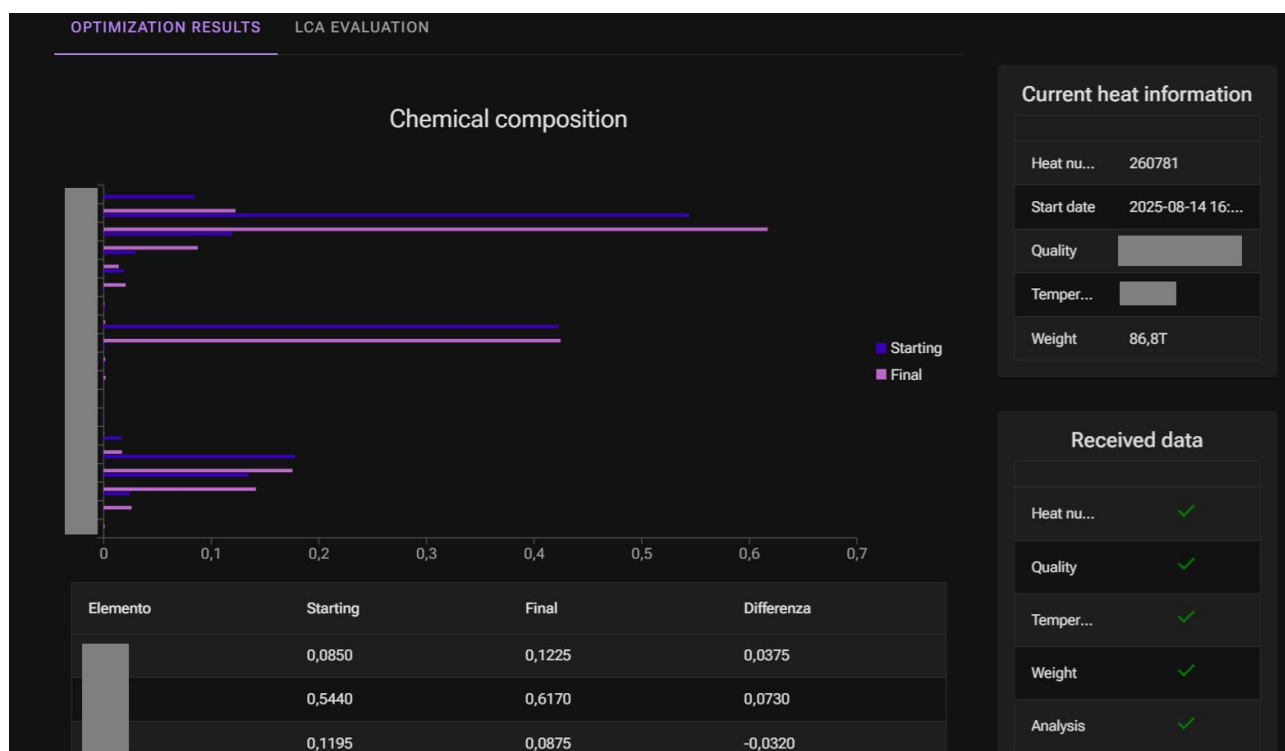 OPTIMIZATION RESULTS LCA EVALUATION
Chemical composition
Starting
Final
0 0,1 0,2 0,3 0,4 0,5 0,6 0,7
Elemento Starting Final Differenza
0,0850 0,1225 0,0375
0,5440 0,6170 0,0730
0,1195 0,0875 -0,0320
Current heat information
Heat nu... 260781
Start date 2025-08-14 16:...
Quality
Temper...
Weight 86,8T
Received data
Heat nu...
Quality
Temper...
Weight
Analysis